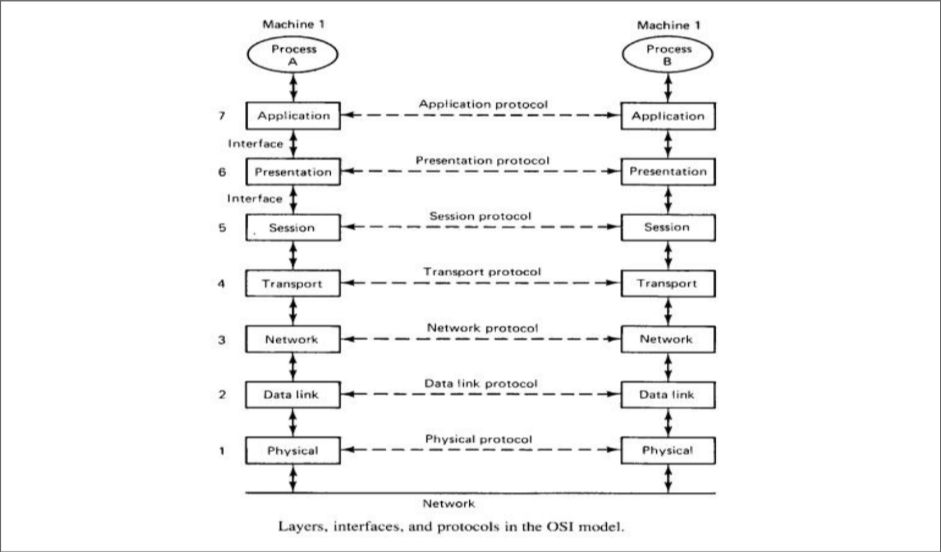 Machine 1
Machine 1
Process
A
Process
B
7
Application
Application protocol
Application
Interface
6
Presentation
Presentation protocol
Presentation
Interface
5
Session
Session protocol
Session
4
Transport
Transport protocol
Transport
3
Network
Network protocol
Network
2
Data link
Data link protocol
Data link
1
Physical
Physical protocol
Physical
Network
Layers, interfaces, and protocols in the OSI model.